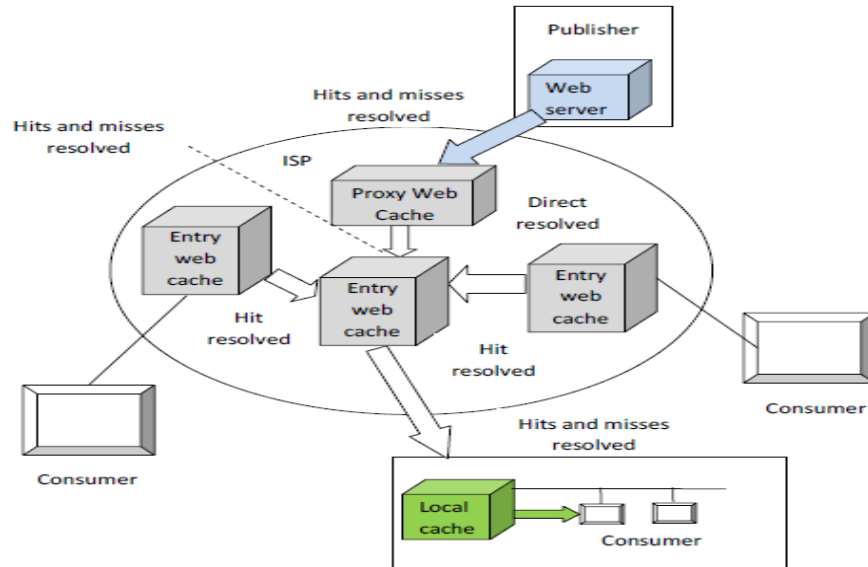 Publisher
Web
server
Hits and misses
resolved
Hits and misses
resolved
ISP
Proxy Web
Cache
Direct
resolved
Entry
web
cache
Entry
web
cache
Entry
web
cache
Hit
resolved
Hit
resolved
Consumer
Consumer
Hits and misses
resolved
Local
cache
Consumer